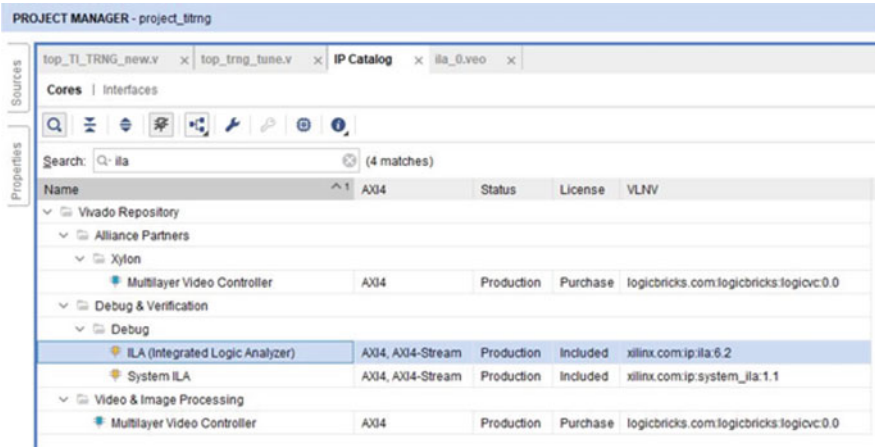 PROJECT MANAGER - project_titrng
Sources
Properties
top_TI_TRNG_new.v × top_trng_tune.v × IP Catalog × ila_0.veo ×
Cores | Interfaces
Search: ila (4 matches)
Name ^1 AXI4 Status License VLNV
Vivado Repository
Alliance Partners
Xylon
Multilayer Video Controller AXI4 Production Purchase logicbricks.com:logicbricks:logicvc:0.0
Debug & Verification
Debug
ILA (Integrated Logic Analyzer) AXI4, AXI4-Stream Production Included xilinx.com:ip:ila:6.2
System ILA AXI4, AXI4-Stream Production Included xilinx.com:ip:system_ila:1.1
Video & Image Processing
Multilayer Video Controller AXI4 Production Purchase logicbricks.com:logicbricks:logicvc:0.0